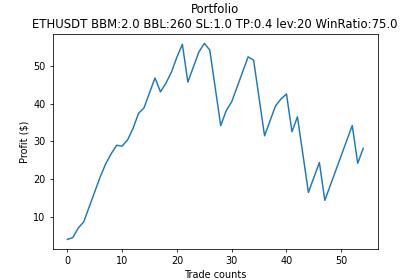 Portfolio
ETHUSDT BBM:2.0 BBL:260 SL:1.0 TP:0.4 lev:20 WinRatio:75.0
50
40
30
20
10
Profit ($)
0 10 20 30 40 50
Trade counts